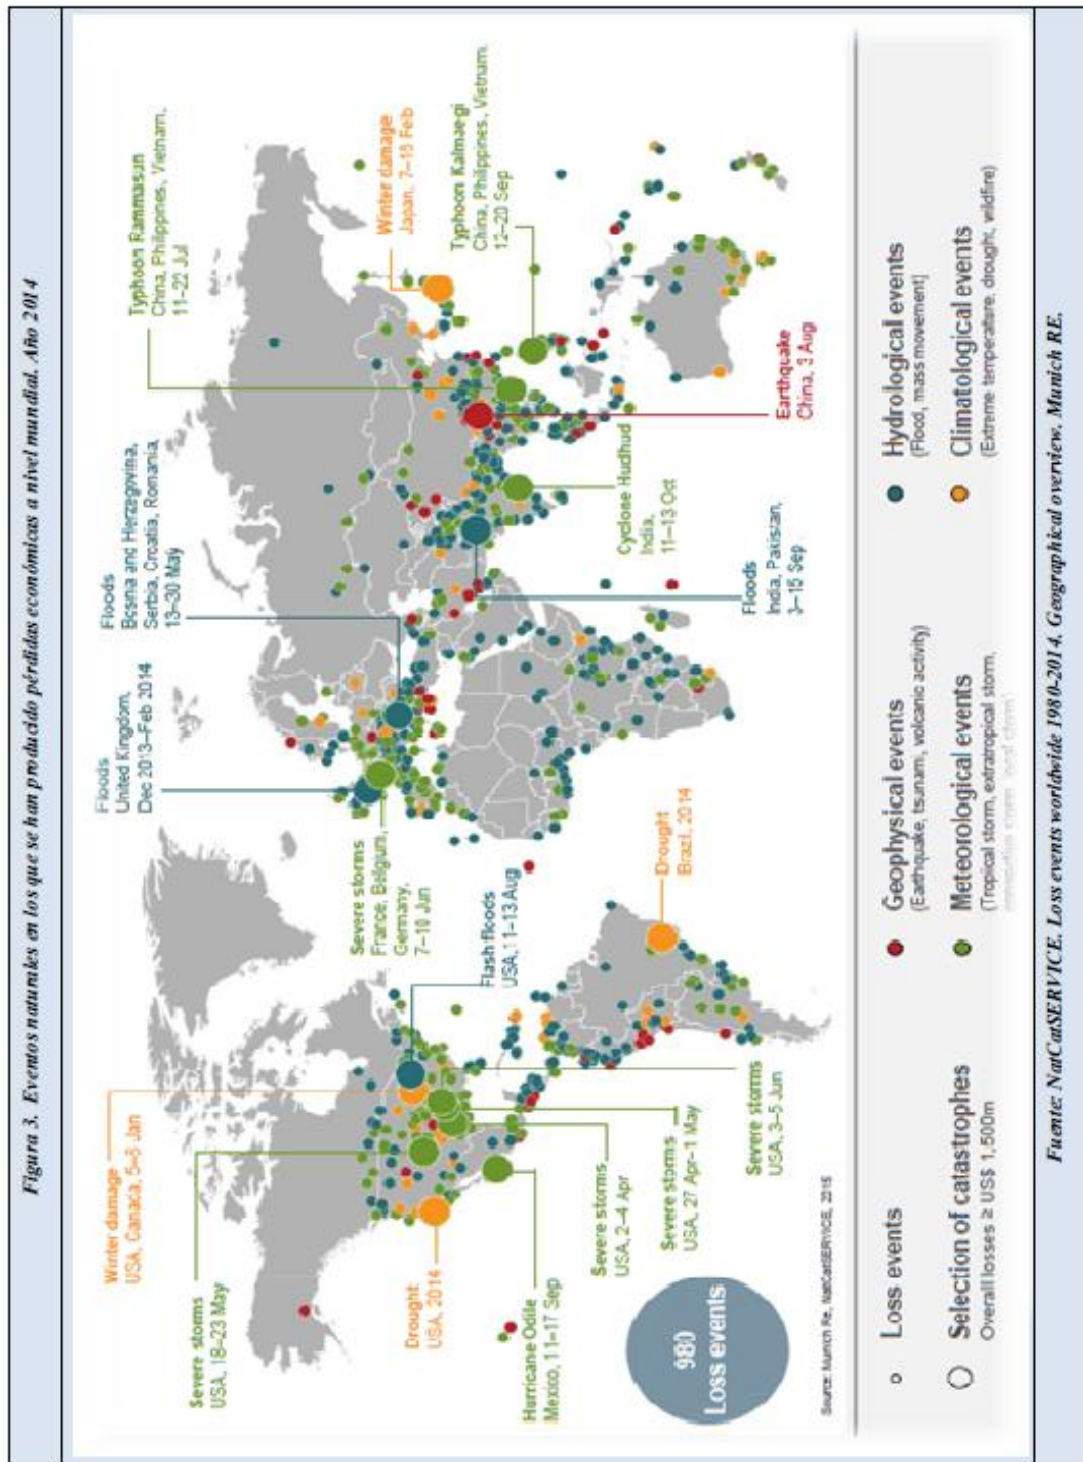 Figura 3. Eventos naturales en los que se han producido pérdidas económicas a nivel mundial. Año 2014
Winter damage
USA, Canada, 5–8 Jan
Floods
United Kingdom,
Dec 2013–Feb 2014
Floods
Bosnia and Herzegovina,
Serbia, Croatia, Romania,
13–30 May
Typhoon Rammasun
China, Philippines, Vietnam,
11–22 Jul
Severe storms
USA, 18–23 May
Severe storms
France, Belgium,
Germany,
7–10 Jun
Winter damage
Japan, 7–16 Feb
Drought
USA, 2014
Flash floods
USA, 11–13 Aug
Typhoon Kalmaegi
China, Philippines, Vietnam
12–20 Sep
Hurricane Odile
Mexico, 11–17 Sep
Severe storms
USA, 2–4 Apr
Severe storms
USA, 27 Apr–1 May
Severe storms
USA, 3–5 Jun
Drought
Brazil, 2014
Cyclone Hudhud
India,
11–13 Oct
Floods
India, Pakistan,
3–15 Sep
Earthquake
China, 3 Aug
980
Loss events
Source: Munich Re, NatCatSERVICE, 2015
Loss events
Selection of catastrophes
Overall losses ≥ US$ 1,500m
Geophysical events
(Earthquake, tsunami, volcanic activity)
Meteorological events
(Tropical storm, extratropical storm,
Hydrological events
(Flood, mass movement)
Climatological events
(Extreme temperature, drought, wildfire)
Fuente: NatCatSERVICE. Loss events worldwide 1980-2014. Geographical overview. Munich RE.